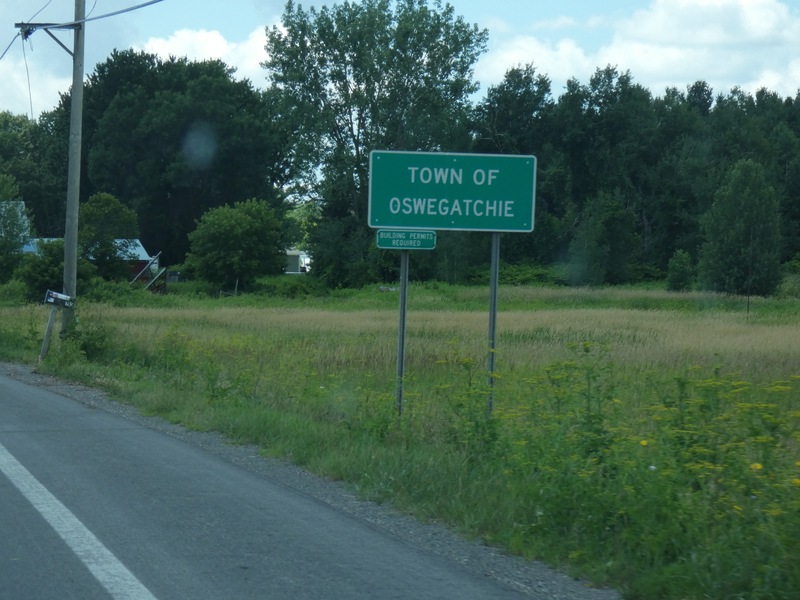 TOWN OF
OSWEGATCHIE
BUILDING PERMITS
REQUIRED